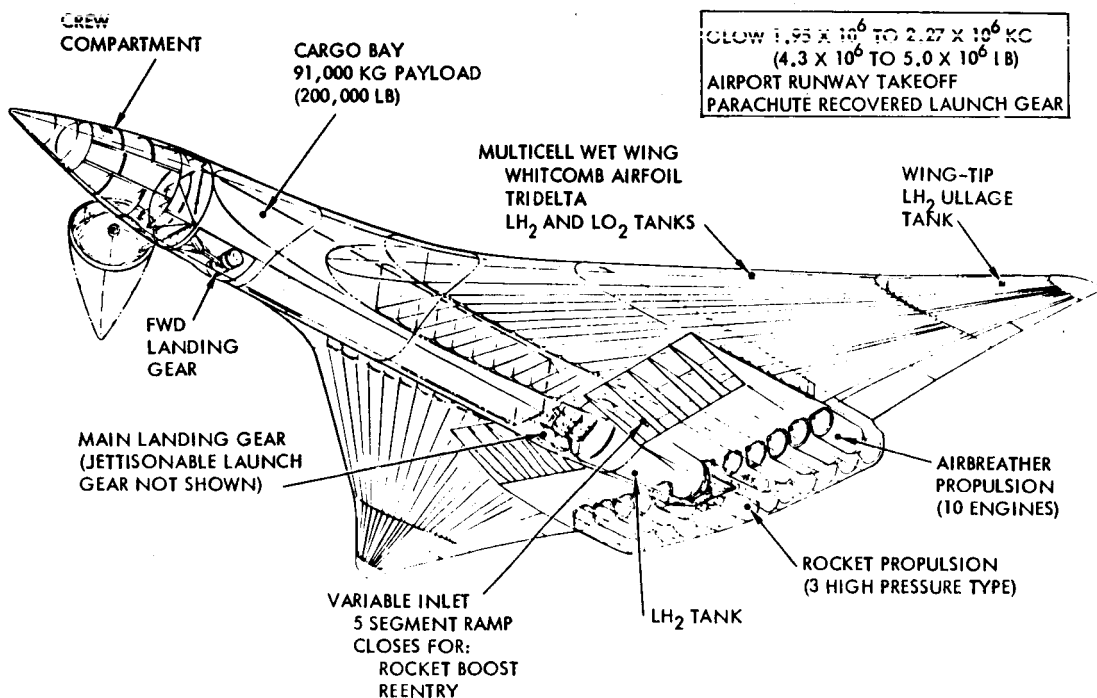 CREW
COMPARTMENT
CARGO BAY
91,000 KG PAYLOAD
(200,000 LB)
GLOW 1.95 X 10⁶ TO 2.27 X 10⁶ KG
(4.3 X 10⁶ TO 5.0 X 10⁶ LB)
AIRPORT RUNWAY TAKEOFF
PARACHUTE RECOVERED LAUNCH GEAR
MULTICELL WET WING
WHITCOMB AIRFOIL
TRIDELTA
LH₂ AND LO₂ TANKS
WING-TIP
LH₂ ULLAGE
TANK
FWD
LANDING
GEAR
MAIN LANDING GEAR
(JETTISONABLE LAUNCH
GEAR NOT SHOWN)
AIRBREATHER
PROPULSION
(10 ENGINES)
ROCKET PROPULSION
(3 HIGH PRESSURE TYPE)
LH₂ TANK
VARIABLE INLET
5 SEGMENT RAMP
CLOSES FOR:
ROCKET BOOST
REENTRY